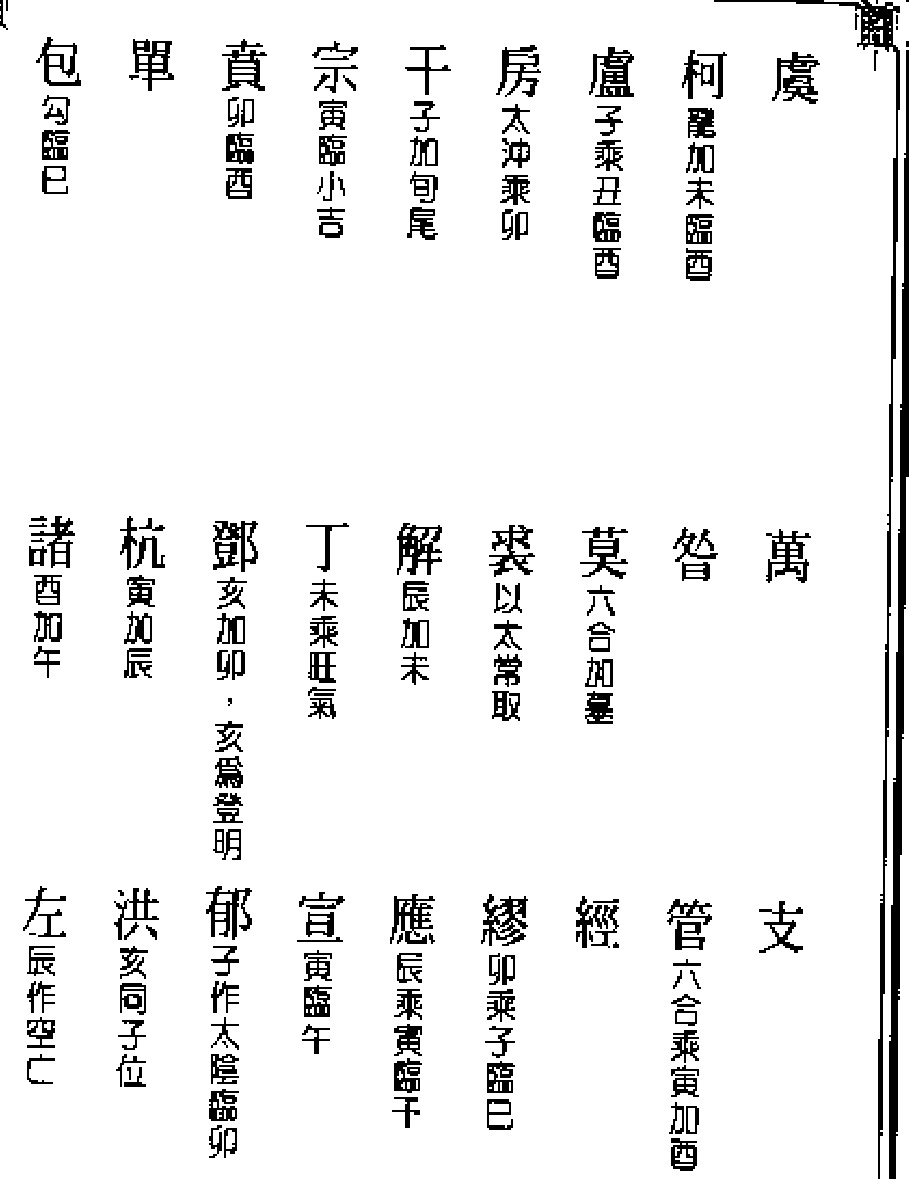 虞 萬 支
柯 龍加未臨酉 昝 管 六合乘寅加酉
盧 子乘丑臨酉 莫 六合加墓 經
房 太沖乘卯 裘 以太常取 繆 卯乘子臨巳
干 子加旬尾 解 辰加未 應 辰乘寅臨干
宗 寅臨小吉 丁 未乘旺氣 宣 寅臨午
賁 卯臨酉 鄧 亥加卯，亥爲登明 郁 子作太陰臨卯
單 杭 寅加辰 洪 亥同子位
包 勾臨巳 諸 酉加午 左 辰作空亡